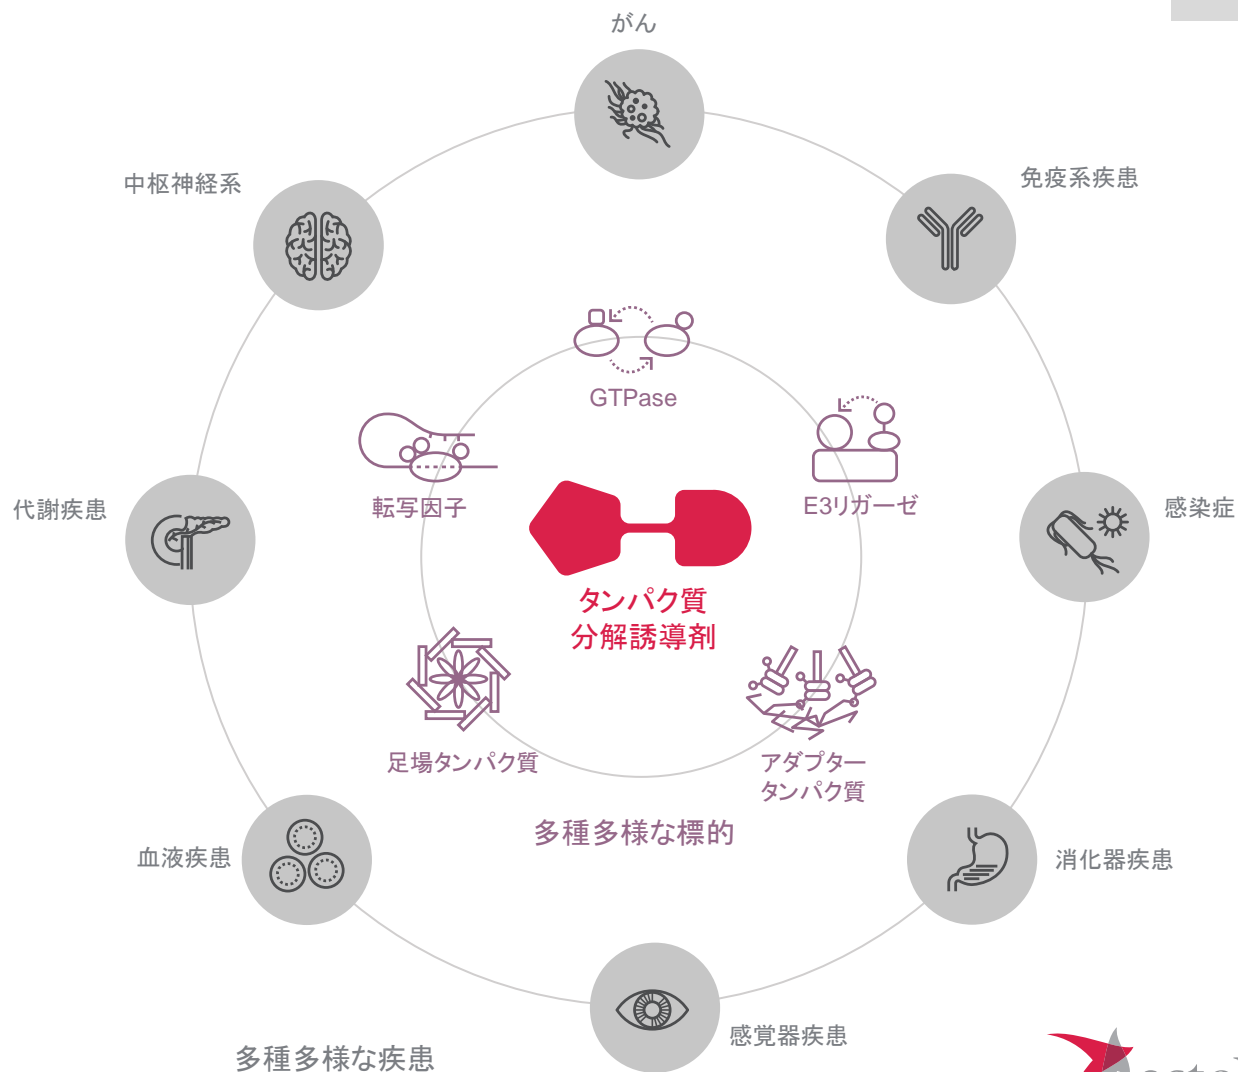 がん
中枢神経系
免疫系疾患
GTPase
転写因子
E3リガーゼ
代謝疾患
感染症
タンパク質
分解誘導剤
足場タンパク質
アダプター
タンパク質
多種多様な標的
血液疾患
消化器疾患
感覚器疾患
多種多様な疾患